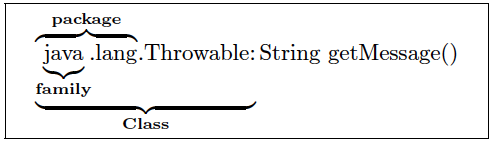 package
java .lang.Throwable: String getMessage()
family
Class